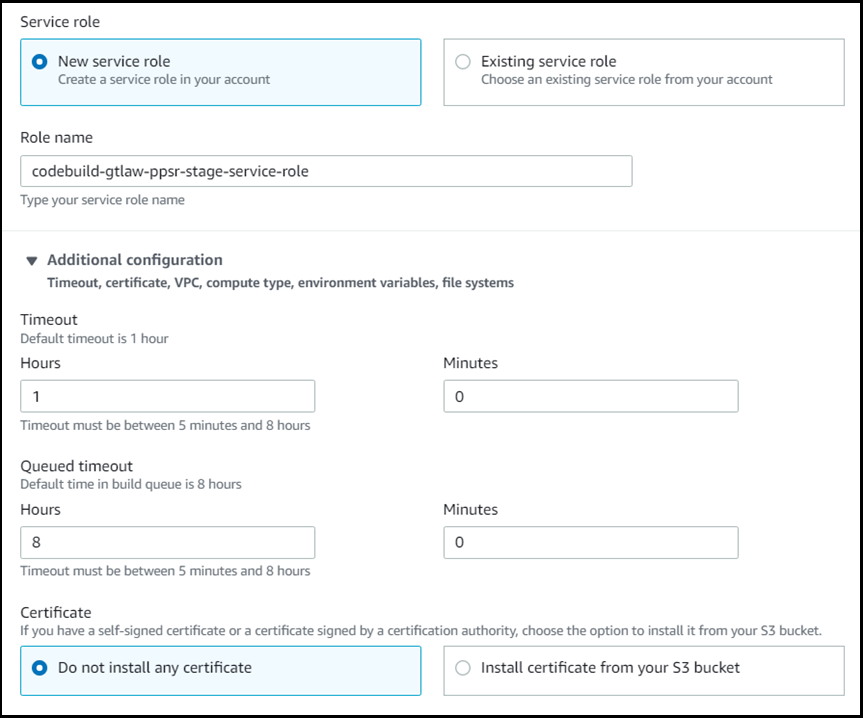 Service role
New service role
Create a service role in your account
Existing service role
Choose an existing service role from your account
Role name
codebuild-gtlaw-ppsr-stage-service-role
Type your service role name
Additional configuration
Timeout, certificate, VPC, compute type, environment variables, file systems
Timeout
Default timeout is 1 hour
Hours
Minutes
1
0
Timeout must be between 5 minutes and 8 hours
Queued timeout
Default time in build queue is 8 hours
Hours
Minutes
8
0
Timeout must be between 5 minutes and 8 hours
Certificate
If you have a self-signed certificate or a certificate signed by a certification authority, choose the option to install it from your S3 bucket.
Do not install any certificate
Install certificate from your S3 bucket